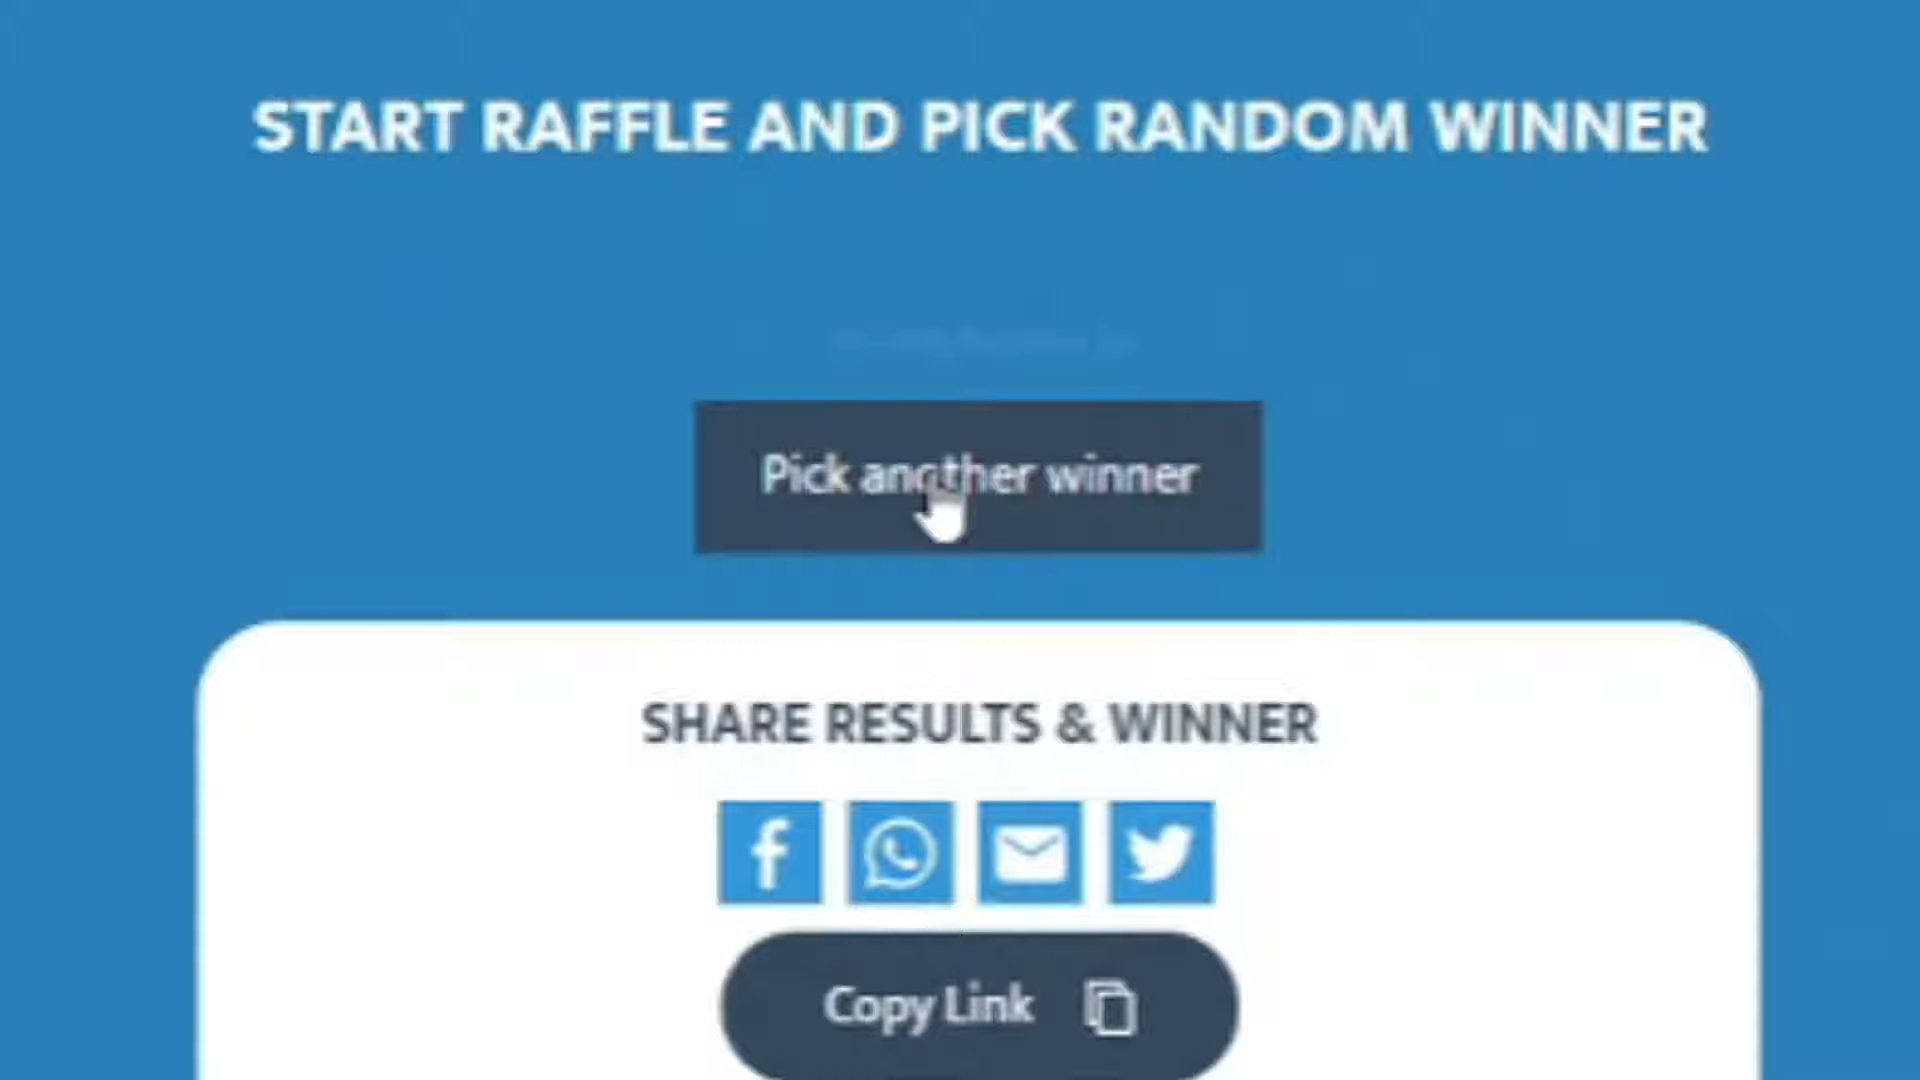 START RAFFLE AND PICK RANDOM WINNER
Pick another winner
SHARE RESULTS & WINNER
Copy Link